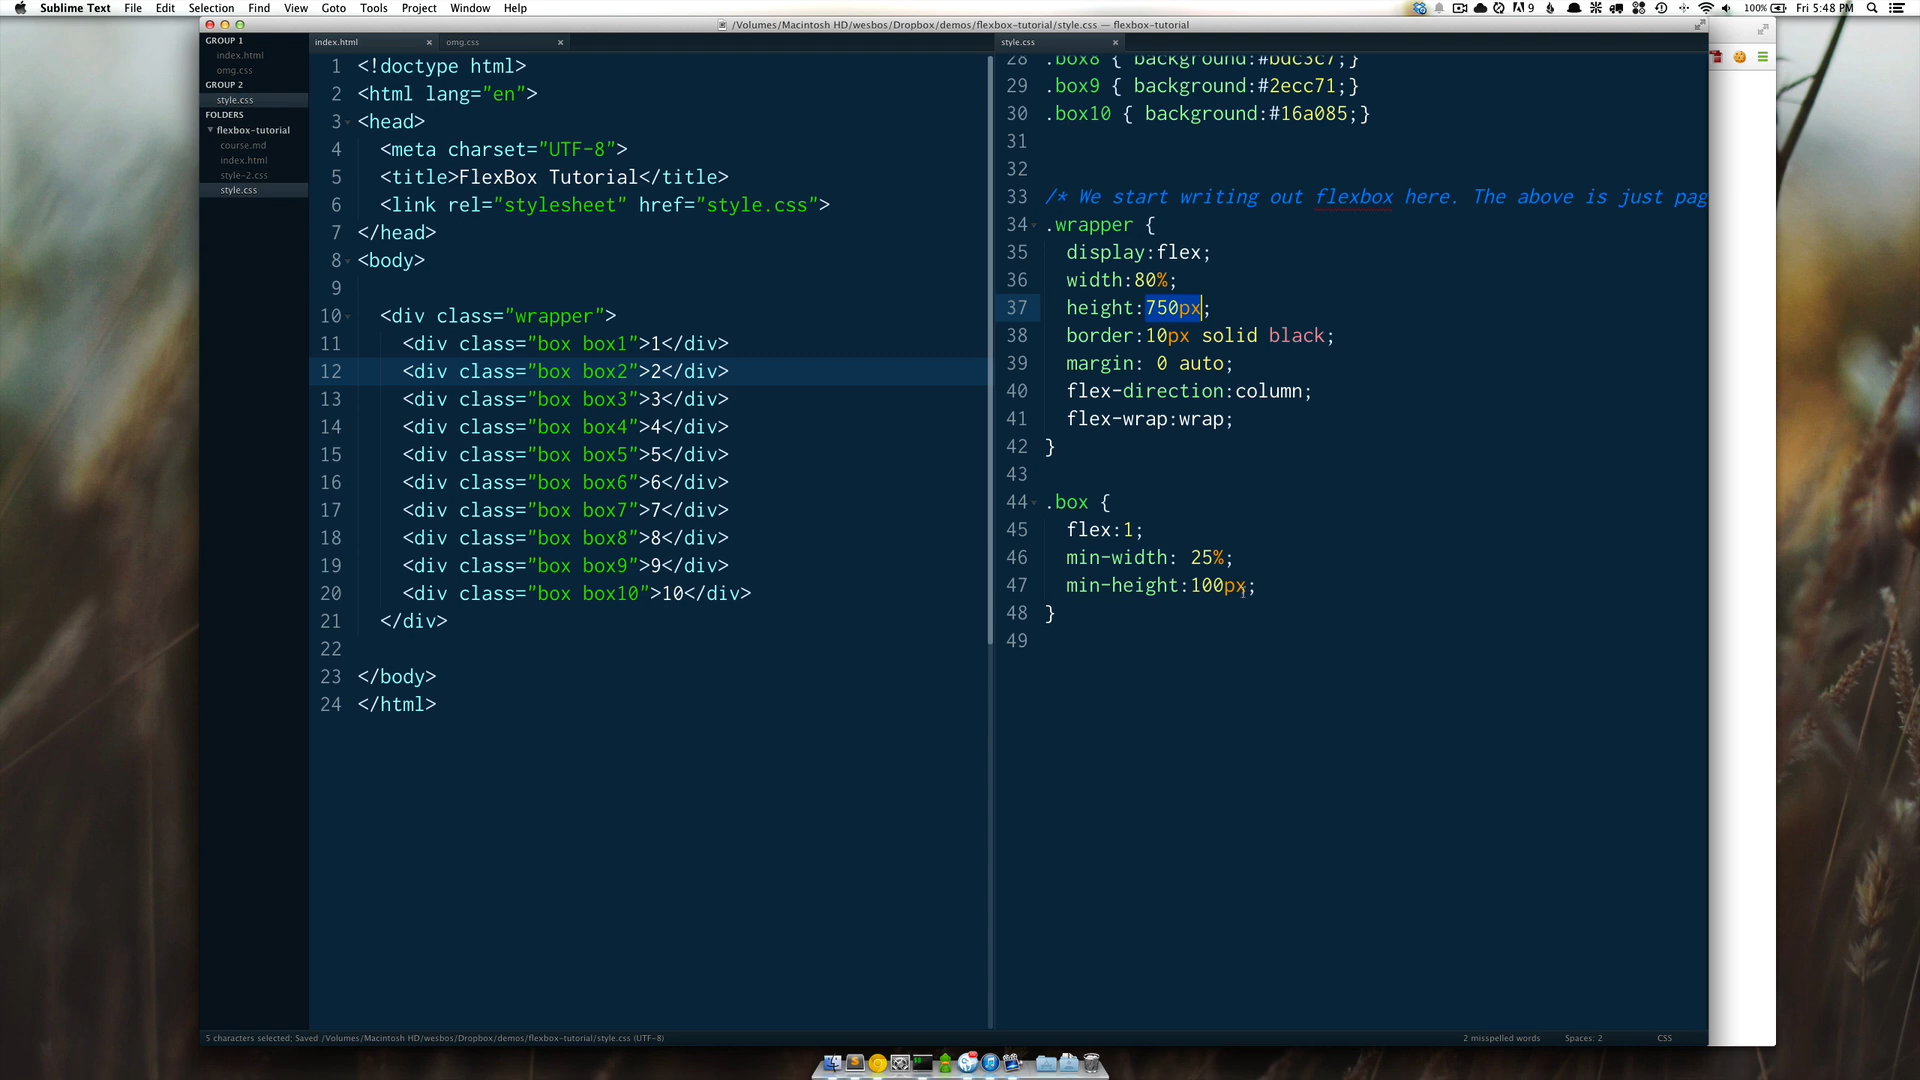 Sublime Text File Edit Selection Find View Goto Tools Project Window Help
9 100% Fri 5:48 PM
/Volumes/Macintosh HD/wesbos/Dropbox/demos/flexbox-tutorial/style.css — flexbox-tutorial
GROUP 1
index.html
omg.css
GROUP 2
style.css
FOLDERS
flexbox-tutorial
course.md
index.html
style-2.css
style.css
index.html omg.css
1 <!doctype html>
2 <html lang="en">
3 <head>
4 <meta charset="UTF-8">
5 <title>FlexBox Tutorial</title>
6 <link rel="stylesheet" href="style.css">
7 </head>
8 <body>
9
10 <div class="wrapper">
11 <div class="box box1">1</div>
12 <div class="box box2">2</div>
13 <div class="box box3">3</div>
14 <div class="box box4">4</div>
15 <div class="box box5">5</div>
16 <div class="box box6">6</div>
17 <div class="box box7">7</div>
18 <div class="box box8">8</div>
19 <div class="box box9">9</div>
20 <div class="box box10">10</div>
21 </div>
22
23 </body>
24 </html>
style.css
28 .box8 { background:#bdc3c7;}
29 .box9 { background:#2ecc71;}
30 .box10 { background:#16a085;}
31
32
33 /* We start writing out flexbox here. The above is just pag
34 .wrapper {
35 display:flex;
36 width:80%;
37 height:750px;
38 border:10px solid black;
39 margin: 0 auto;
40 flex-direction:column;
41 flex-wrap:wrap;
42 }
43
44 .box {
45 flex:1;
46 min-width: 25%;
47 min-height:100px;
48 }
49
5 characters selected; Saved /Volumes/Macintosh HD/wesbos/Dropbox/demos/flexbox-tutorial/style.css (UTF-8)
2 misspelled words Spaces: 2 CSS